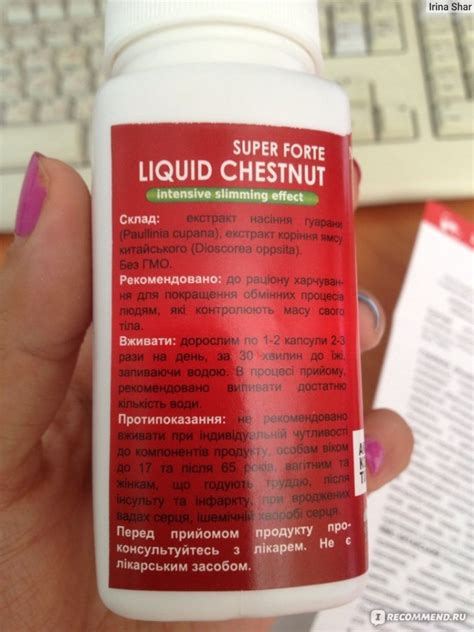 Irina Shar
SUPER FORTE
LIQUID CHESTNUT
intensive slimming effect
Склад: екстракт насіння гуарани
(Paullinia cupana), екстракт коріння ямсу
китайського (Dioscorea oppsita).
Без ГМО.
Рекомендовано: до раціону харчуван-
ня для покращення обмінних процесів
людям, які контролюють масу свого
тіла.
Вживати: дорослим по 1-2 капсули 2-3
рази на день, за 30 хвилин до їжі,
запиваючи водою. В процесі прийому,
рекомендовано випивати достатню
кількість води.
Протипоказання: не рекомендовано
вживати при індивідуальній чутливості
до компонентів продукту, особам віком
до 17 та після 65 років, вагітним та
жінкам, що годують груддю, після
інсульту та інфаркту, при вроджених
вадах серця, ішемічній хворобі серця.
Перед прийомом продукту про-
консультуйтесь з лікарем. Не є
лікарським засобом.
IRECOMMEND.RU